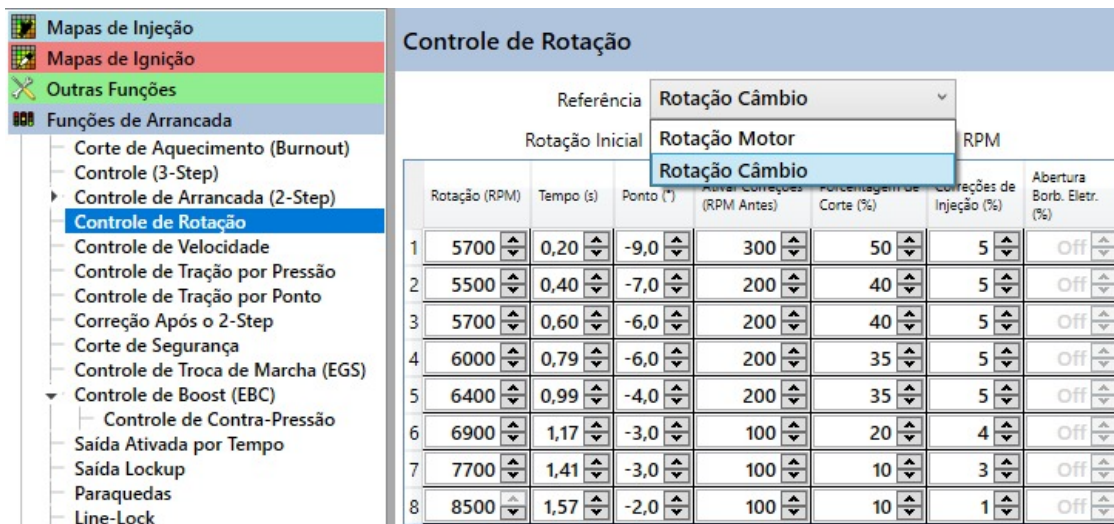 Mapas de Injeção
Mapas de Ignição
Outras Funções
Funções de Arrancada
Corte de Aquecimento (Burnout)
Controle (3-Step)
Controle de Arrancada (2-Step)
Controle de Rotação
Controle de Velocidade
Controle de Tração por Pressão
Controle de Tração por Ponto
Correção Após o 2-Step
Corte de Segurança
Controle de Troca de Marcha (EGS)
Controle de Boost (EBC)
Controle de Contra-Pressão
Saída Ativada por Tempo
Saída Lockup
Paraquedas
Line-Lock
Controle de Rotação
Referência Rotação Câmbio
Rotação Inicial RPM
Rotação Motor
Rotação Câmbio
Rotação (RPM) Tempo (s) Ponto (°) Ativar Correções (RPM Antes) Porcentagem de Corte (%) Correções de Injeção (%) Abertura Borb. Eletr. (%)
1 5700 0,20 -9,0 300 50 5 Off
2 5500 0,40 -7,0 200 40 5 Off
3 5700 0,60 -6,0 200 40 5 Off
4 6000 0,79 -6,0 200 35 5 Off
5 6400 0,99 -4,0 200 35 5 Off
6 6900 1,17 -3,0 100 20 4 Off
7 7700 1,41 -3,0 100 10 3 Off
8 8500 1,57 -2,0 100 10 1 Off